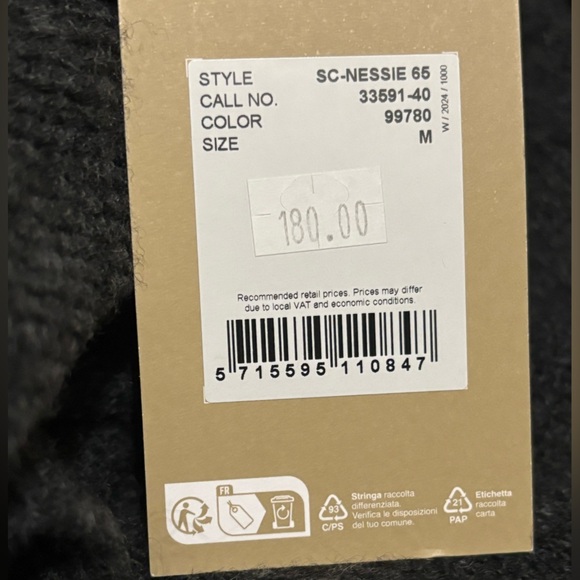 STYLE SC-NESSIE 65
CALL NO. 33591-40
COLOR 99780
SIZE M
W / 2024 / 1000
180.00
Recommended retail prices. Prices may differ
due to local VAT and economic conditions.
5 715595 110847
FR
93
C/PS
Stringa raccolta
differenziata.
Verifica le disposizioni
del tuo comune.
21
PAP
Etichetta
raccolta
carta